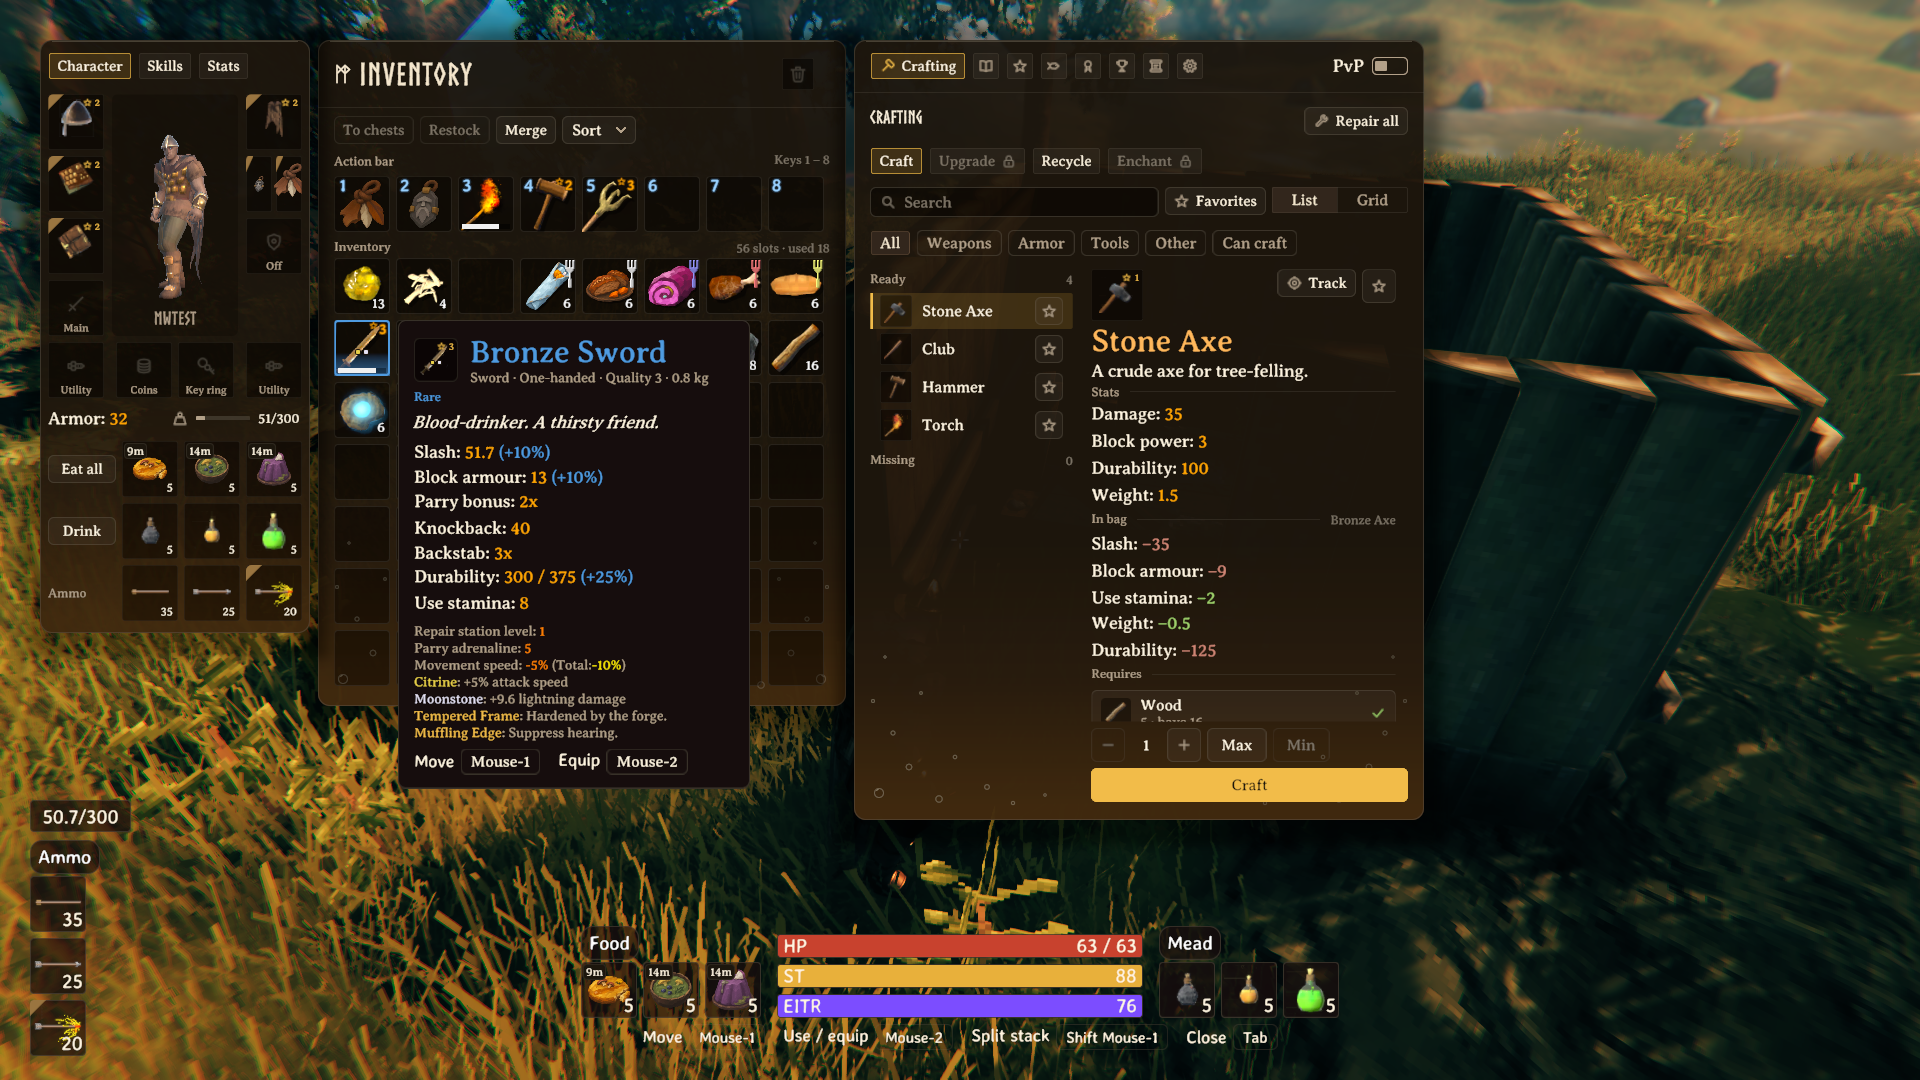 Character Skills Stats
2 2
2
2
Off
Main
MWTEST
Utility Coins Key ring Utility
Armor: 32 51/300
Eat all 9m 5 14m 5 14m 5
Drink 5 5 5
Ammo 35 25 20
INVENTORY
To chests Restock Merge Sort
Action bar Keys 1 – 8
1 2 3 4 2 5 3 6 7 8
Inventory 56 slots · used 18
13 4 6 6 6 6 6
3 8 16
6
3 Bronze Sword
Sword · One-handed · Quality 3 · 0.8 kg
Rare
Blood-drinker. A thirsty friend.
Slash: 51.7 (+10%)
Block armour: 13 (+10%)
Parry bonus: 2x
Knockback: 40
Backstab: 3x
Durability: 300 / 375 (+25%)
Use stamina: 8
Repair station level: 1
Parry adrenaline: 5
Movement speed: -5% (Total:-10%)
Citrine: +5% attack speed
Moonstone: +9.6 lightning damage
Tempered Frame: Hardened by the forge.
Muffling Edge: Suppress hearing.
Move Mouse-1 Equip Mouse-2
Crafting PvP
CRAFTING Repair all
Craft Upgrade Recycle Enchant
Search Favorites List Grid
All Weapons Armor Tools Other Can craft
Ready 4
Stone Axe
Club
Hammer
Torch
Missing 0
1 Track
Stone Axe
A crude axe for tree-felling.
Stats
Damage: 35
Block power: 3
Durability: 100
Weight: 1.5
In bag Bronze Axe
Slash: −35
Block armour: −9
Use stamina: −2
Weight: −0.5
Durability: −125
Requires
Wood
− 1 + Max Min
Craft
50.7/300
Ammo
35
25
20
Food
9m 5 14m 5 14m 5
HP 63 / 63
ST 88
EITR 76
Mead
5 5 5
Move Mouse-1 Use / equip Mouse-2 Split stack Shift Mouse-1 Close Tab